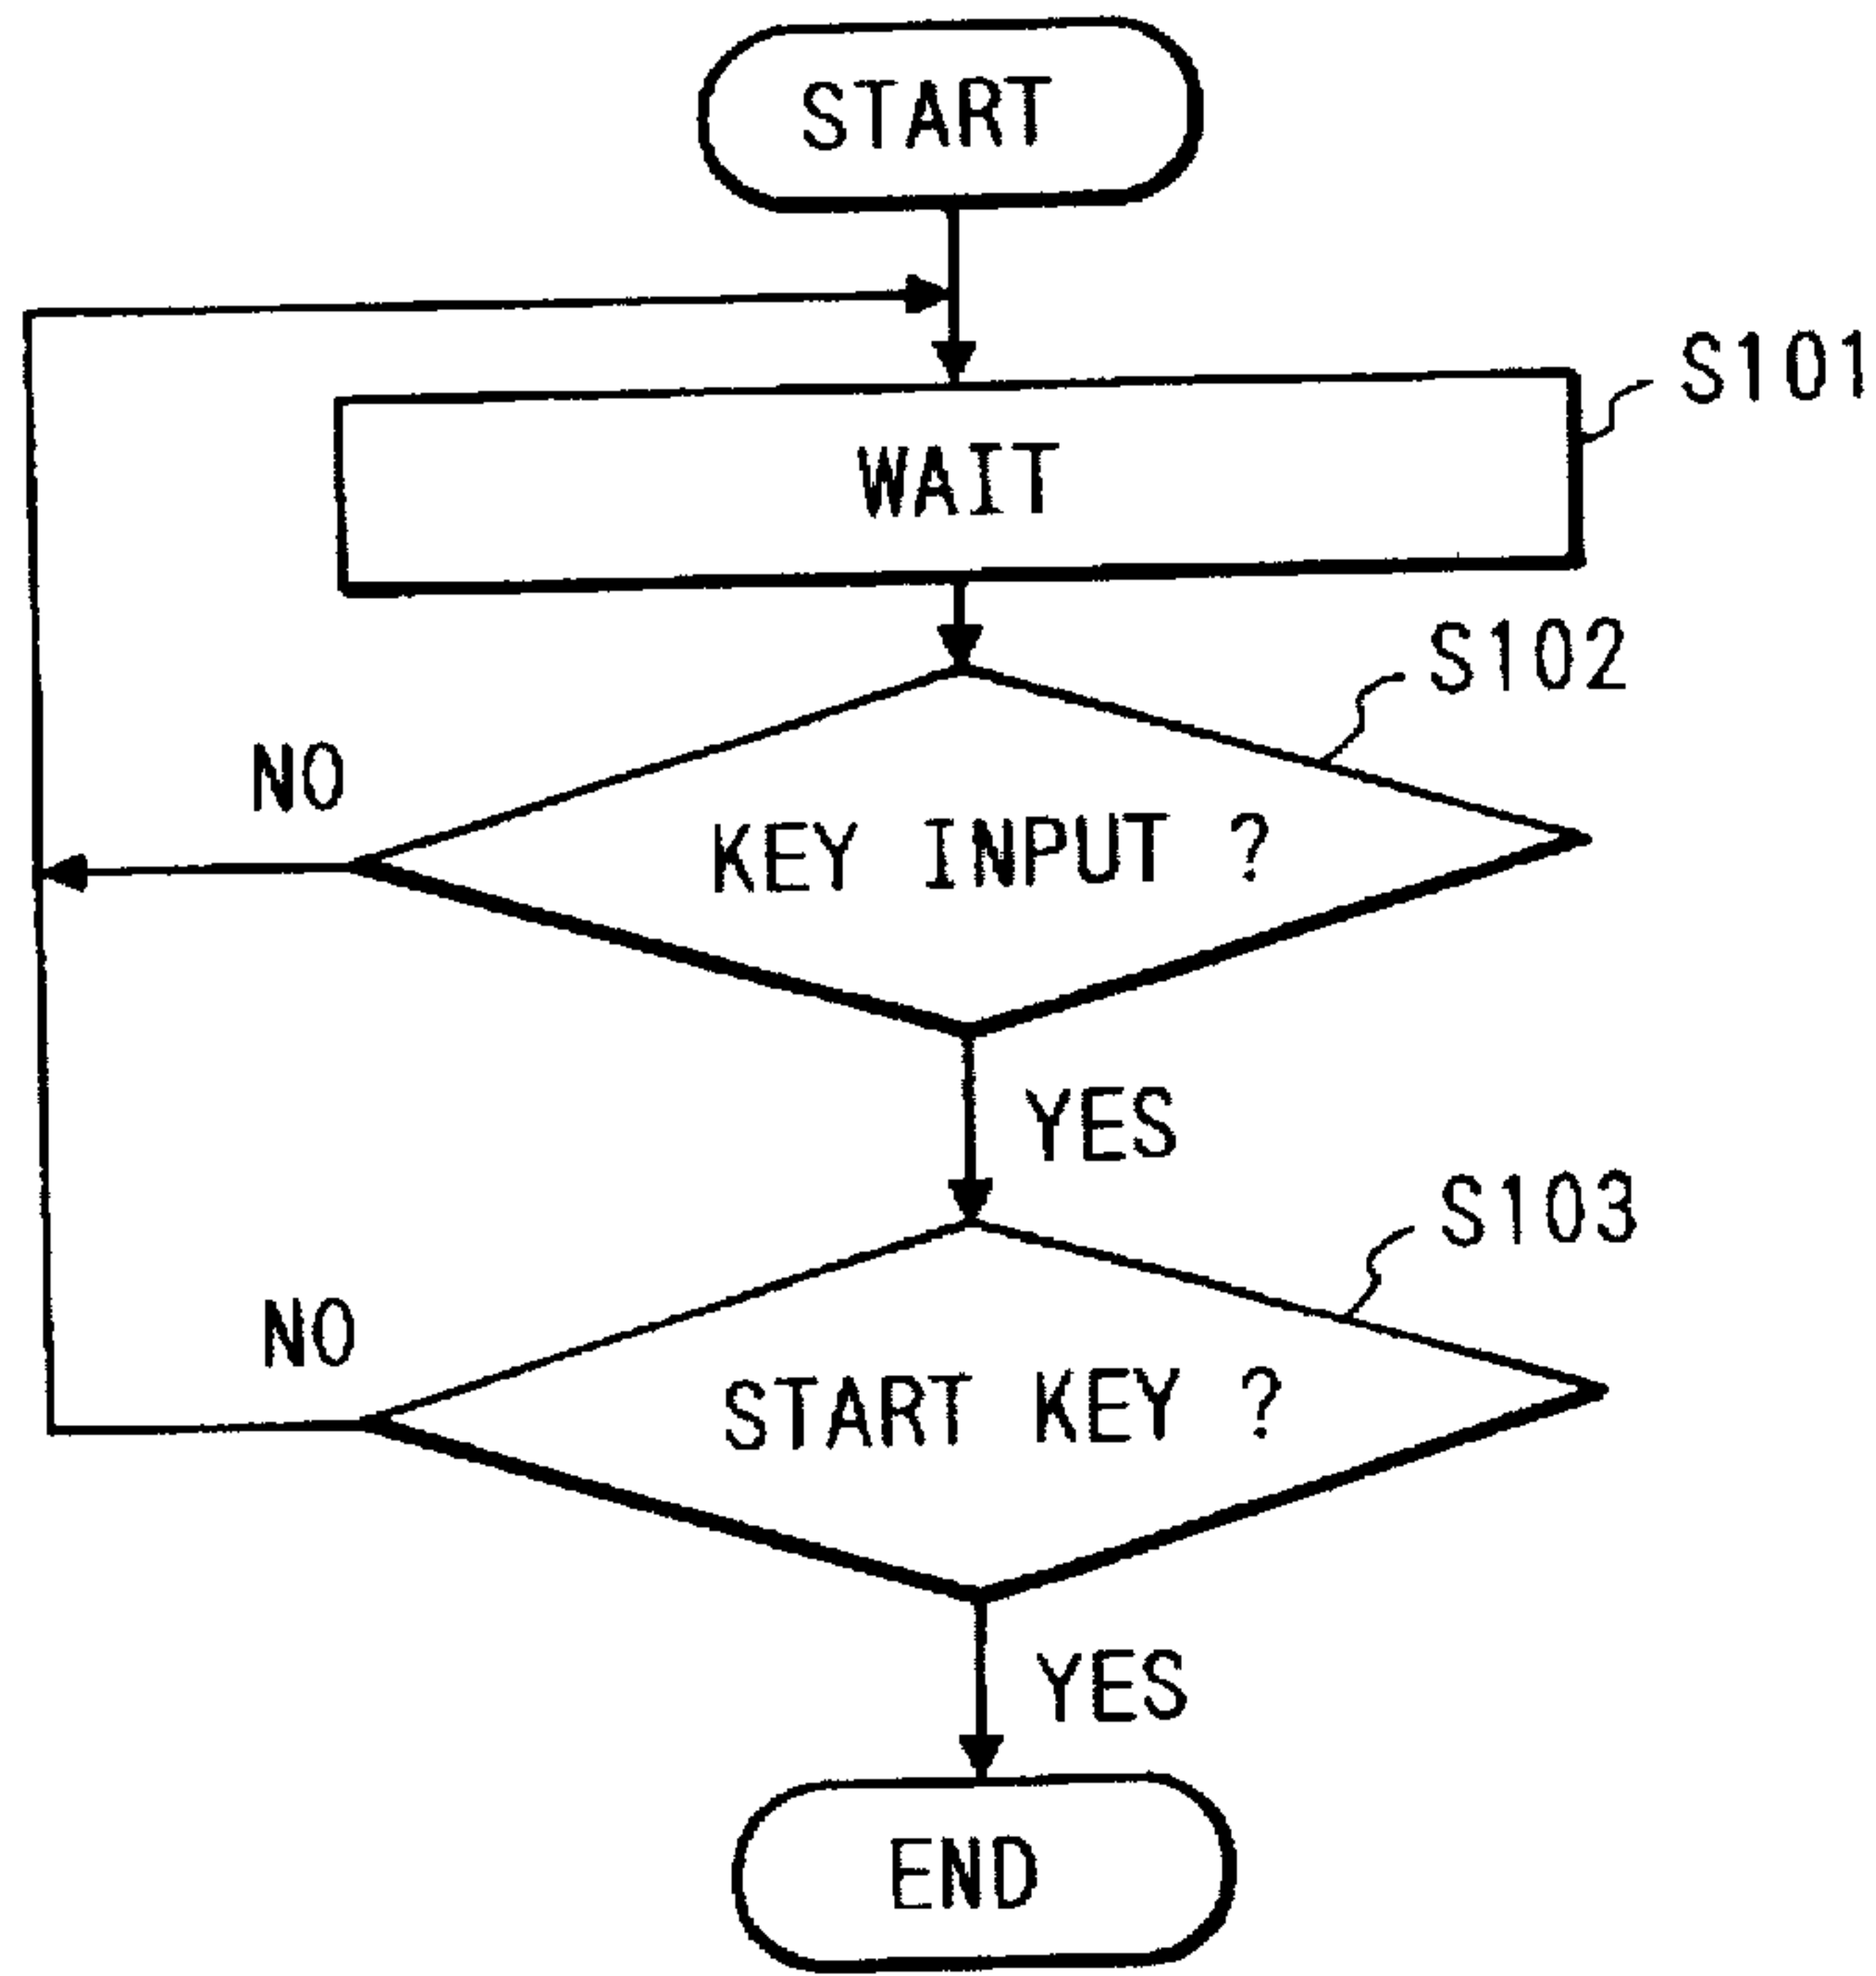 START
S101
WAIT
S102
NO
KEY INPUT ?
YES
S103
NO
START KEY ?
YES
END